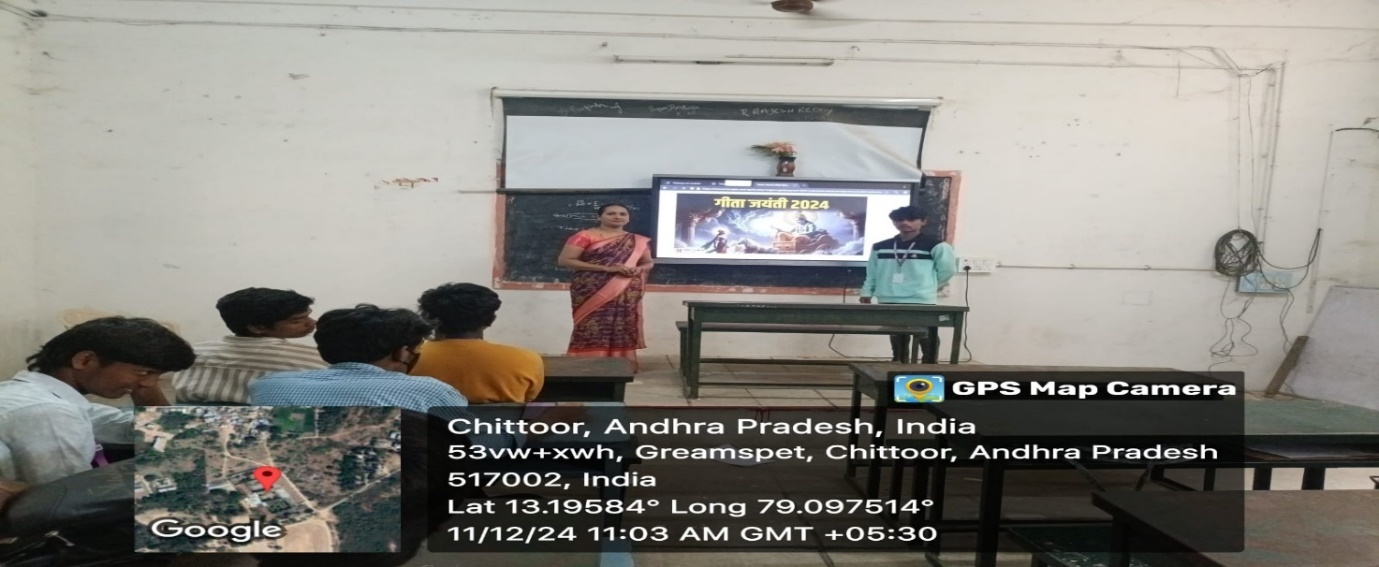 गीता जयंती 2024
GPS Map Camera
Chittoor, Andhra Pradesh, India
53vw+xwh, Greamspet, Chittoor, Andhra Pradesh
517002, India
Lat 13.19584° Long 79.097514°
11/12/24 11:03 AM GMT +05:30
Google